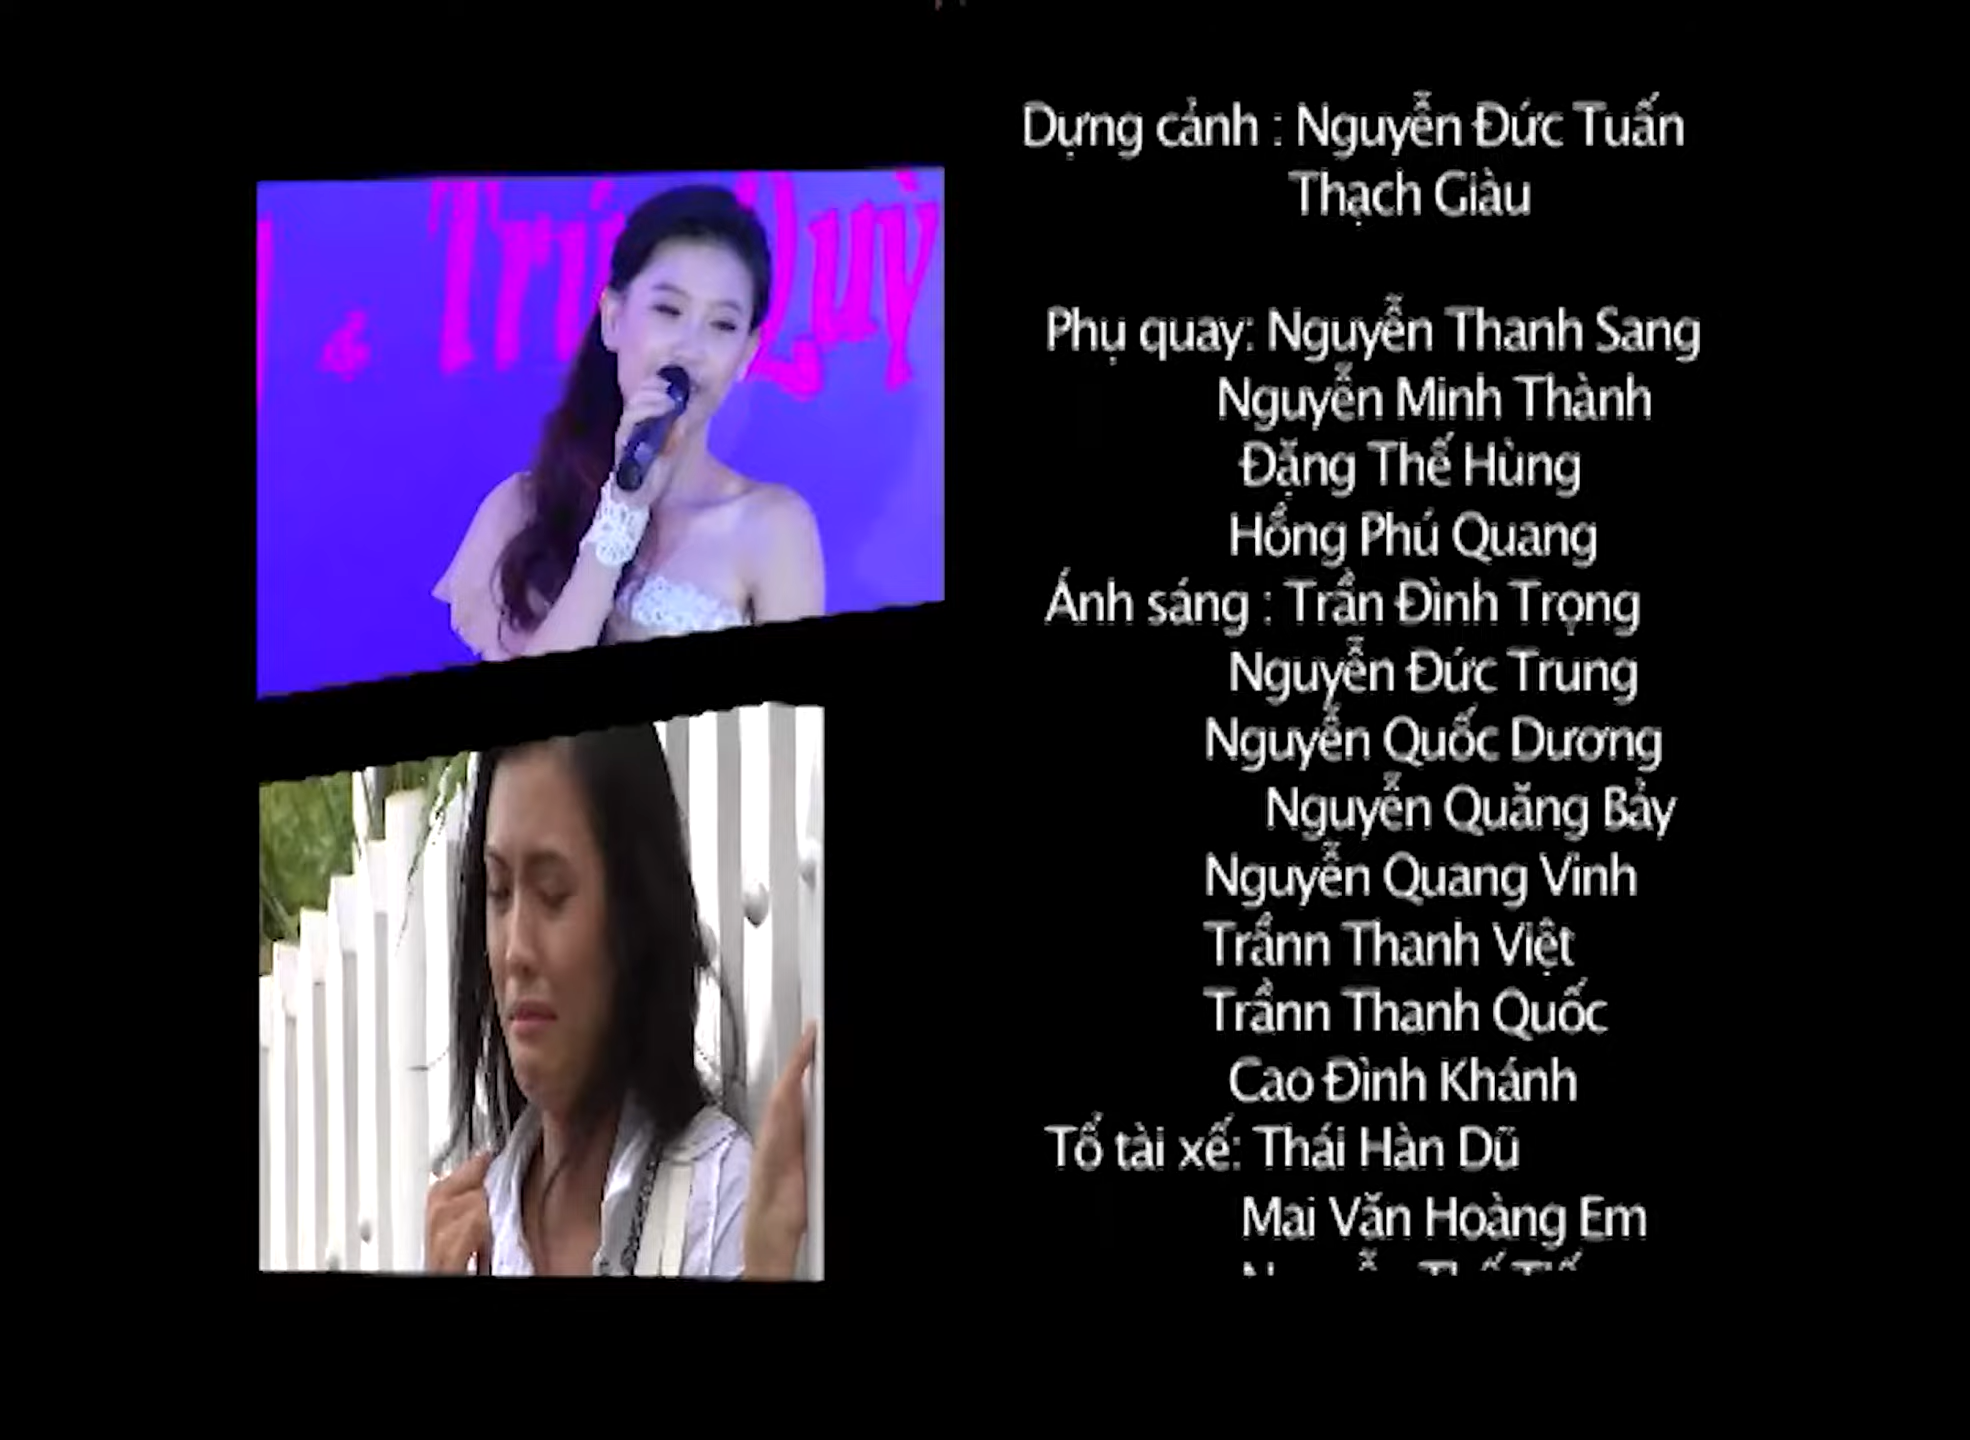 Trú Quỳ
Dựng cảnh : Nguyễn Đức Tuấn
Thạch Giàu
Phụ quay: Nguyễn Thanh Sang
Nguyễn Minh Thành
Đặng Thế Hùng
Hồng Phú Quang
Ánh sáng : Trần Đình Trọng
Nguyễn Đức Trung
Nguyễn Quốc Dương
Nguyễn Quăng Bảy
Nguyễn Quang Vinh
Trầnn Thanh Việt
Trầnn Thanh Quốc
Cao Đình Khánh
Tổ tài xế: Thái Hàn Dũ
Mai Văn Hoàng Em